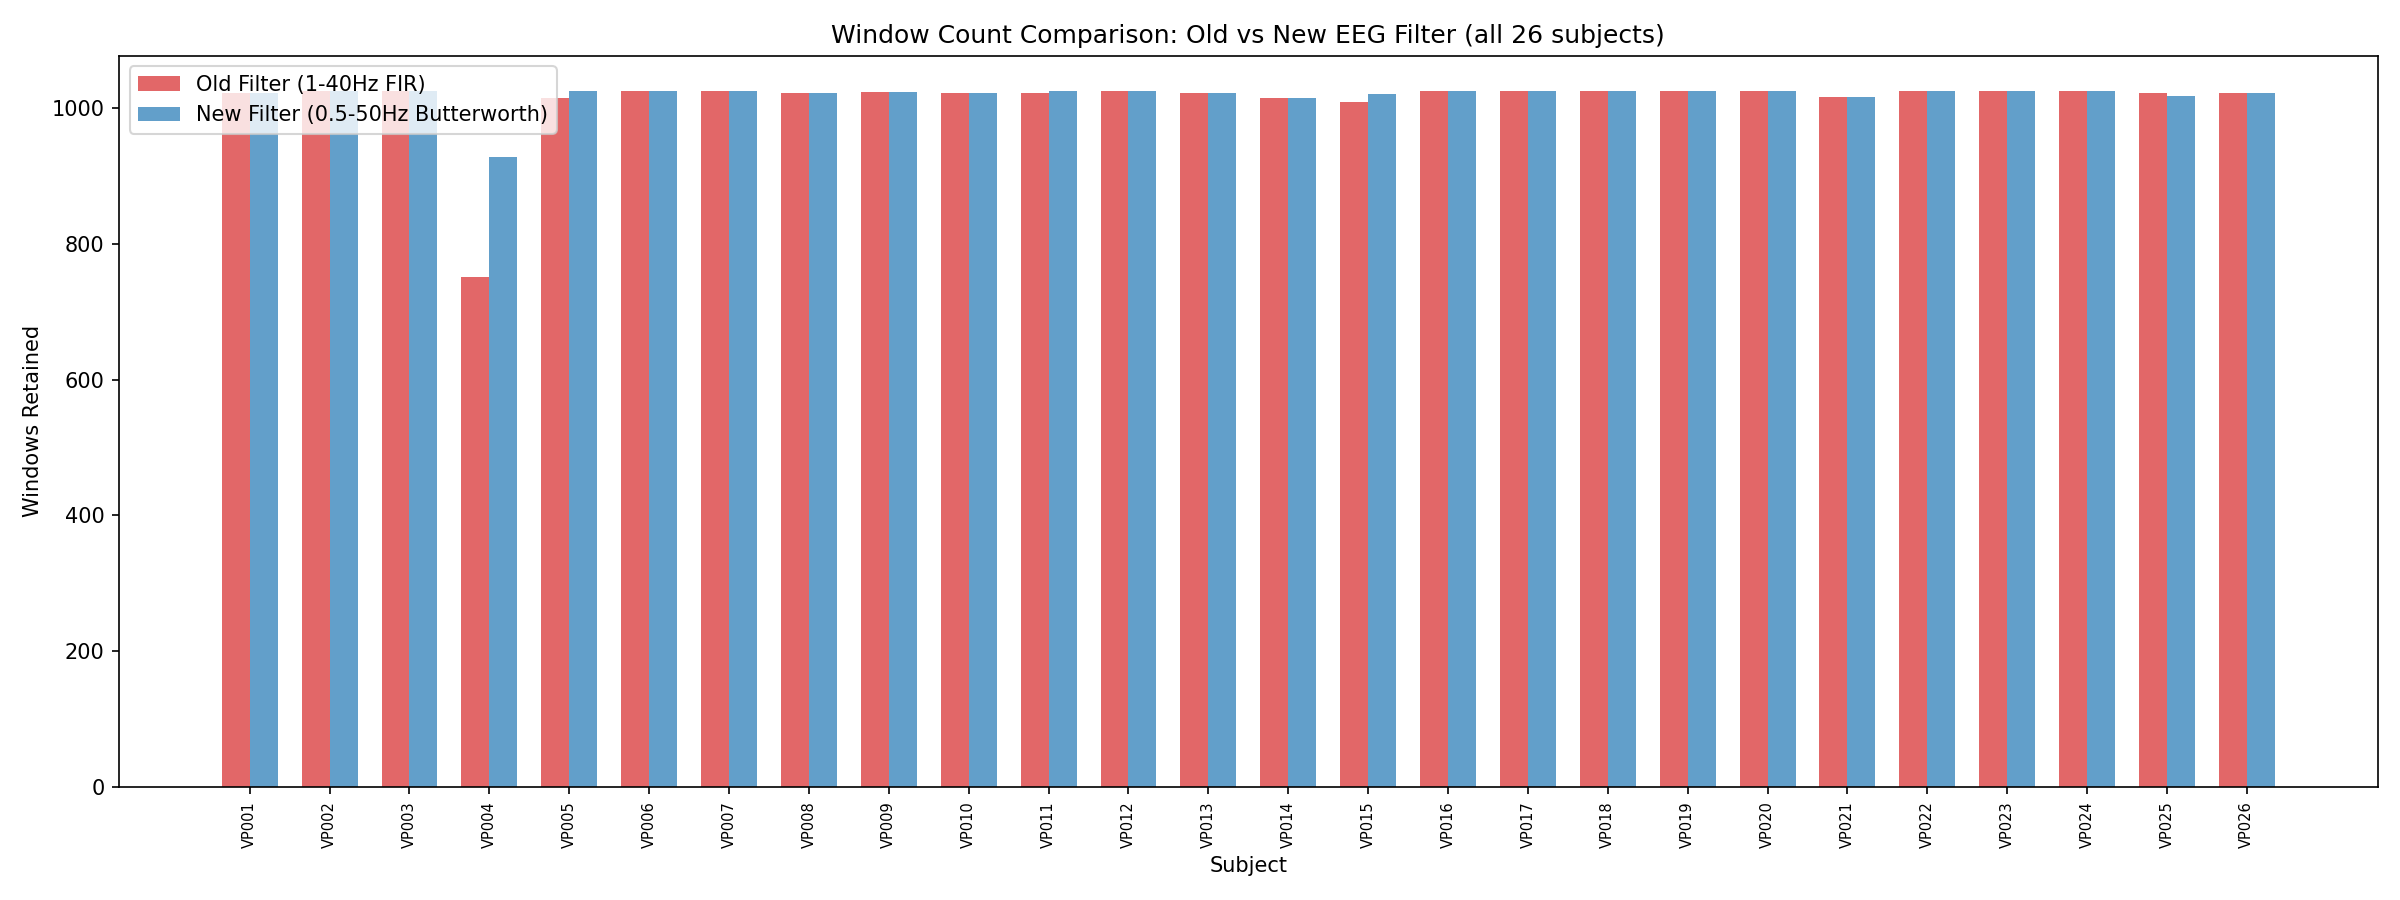 Window Count Comparison: Old vs New EEG Filter (all 26 subjects)
Old Filter (1-40Hz FIR)
New Filter (0.5-50Hz Butterworth)
Windows Retained
1000
800
600
400
200
0
VP001 VP002 VP003 VP004 VP005 VP006 VP007 VP008 VP009 VP010 VP011 VP012 VP013 VP014 VP015 VP016 VP017 VP018 VP019 VP020 VP021 VP022 VP023 VP024 VP025 VP026
Subject